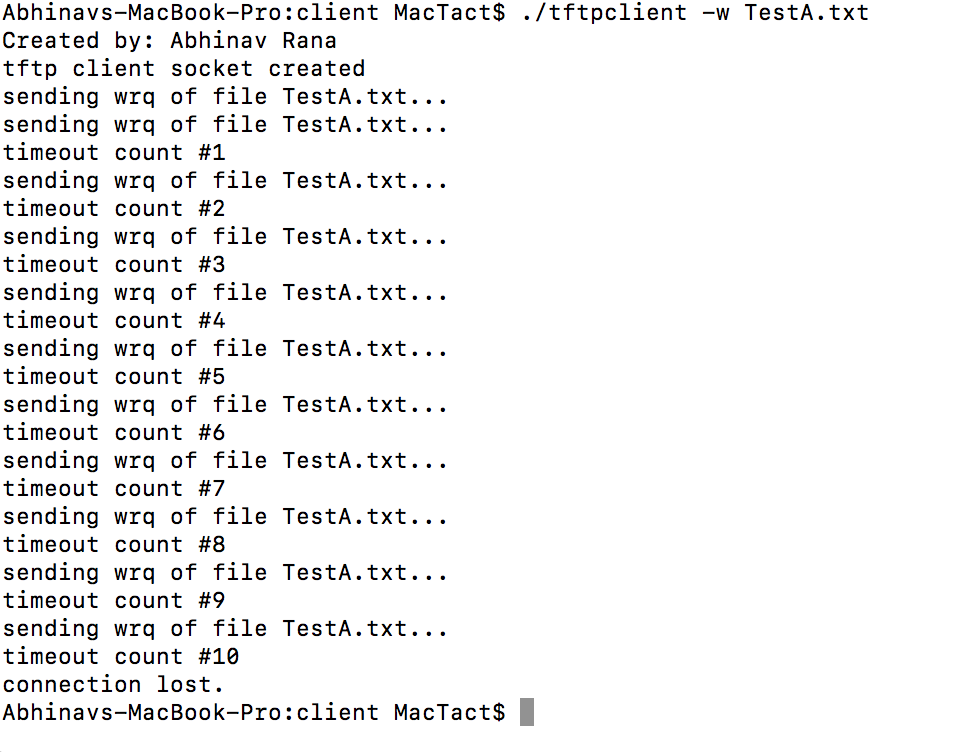 Abhinavs-MacBook-Pro:client MacTact$ ./tftpclient -w TestA.txt
Created by: Abhinav Rana
tftp client socket created
sending wrq of file TestA.txt...
sending wrq of file TestA.txt...
timeout count #1
sending wrq of file TestA.txt...
timeout count #2
sending wrq of file TestA.txt...
timeout count #3
sending wrq of file TestA.txt...
timeout count #4
sending wrq of file TestA.txt...
timeout count #5
sending wrq of file TestA.txt...
timeout count #6
sending wrq of file TestA.txt...
timeout count #7
sending wrq of file TestA.txt...
timeout count #8
sending wrq of file TestA.txt...
timeout count #9
sending wrq of file TestA.txt...
timeout count #10
connection lost.
Abhinavs-MacBook-Pro:client MacTact$